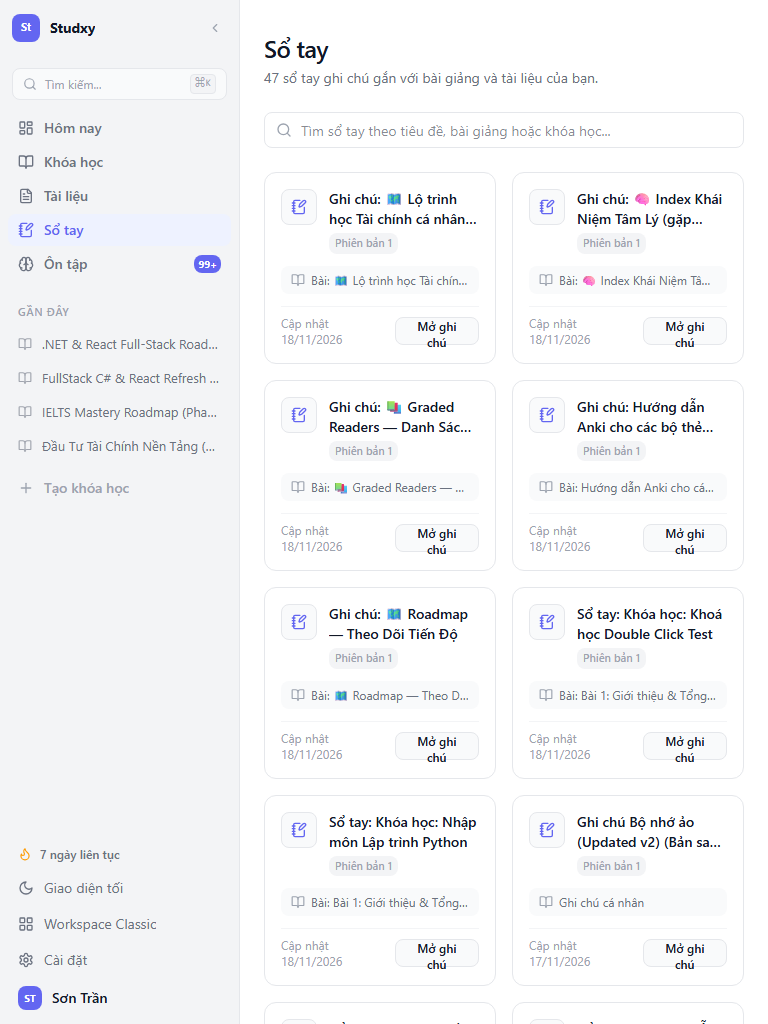 St Studxy
Tìm kiếm... ⌘K
Hôm nay
Khóa học
Tài liệu
Sổ tay
Ôn tập 99+
GẦN ĐÂY
.NET & React Full-Stack Road...
FullStack C# & React Refresh ...
IELTS Mastery Roadmap (Pha...
Đầu Tư Tài Chính Nền Tảng (...
Tạo khóa học
7 ngày liên tục
Giao diện tối
Workspace Classic
Cài đặt
ST Sơn Trần
Sổ tay
47 sổ tay ghi chú gắn với bài giảng và tài liệu của bạn.
Tìm sổ tay theo tiêu đề, bài giảng hoặc khóa học...
Ghi chú: 🗺️ Lộ trình
học Tài chính cá nhân...
Phiên bản 1
Bài: 🗺️ Lộ trình học Tài chín...
Cập nhật
18/11/2026
Mở ghi
chú
Ghi chú: 🧠 Index Khái
Niệm Tâm Lý (gặp...
Phiên bản 1
Bài: 🧠 Index Khái Niệm Tâ...
Cập nhật
18/11/2026
Mở ghi
chú
Ghi chú: 📚 Graded
Readers — Danh Sác...
Phiên bản 1
Bài: 📚 Graded Readers — ...
Cập nhật
18/11/2026
Mở ghi
chú
Ghi chú: Hướng dẫn
Anki cho các bộ thẻ...
Phiên bản 1
Bài: Hướng dẫn Anki cho cá...
Cập nhật
18/11/2026
Mở ghi
chú
Ghi chú: 🗺️ Roadmap
— Theo Dõi Tiến Độ
Phiên bản 1
Bài: 🗺️ Roadmap — Theo D...
Cập nhật
18/11/2026
Mở ghi
chú
Sổ tay: Khóa học: Khoá
học Double Click Test
Phiên bản 1
Bài: Bài 1: Giới thiệu & Tổng...
Cập nhật
18/11/2026
Mở ghi
chú
Sổ tay: Khóa học: Nhập
môn Lập trình Python
Phiên bản 1
Bài: Bài 1: Giới thiệu & Tổng...
Cập nhật
18/11/2026
Mở ghi
chú
Ghi chú Bộ nhớ ảo
(Updated v2) (Bản sa...
Phiên bản 1
Ghi chú cá nhân
Cập nhật
17/11/2026
Mở ghi
chú